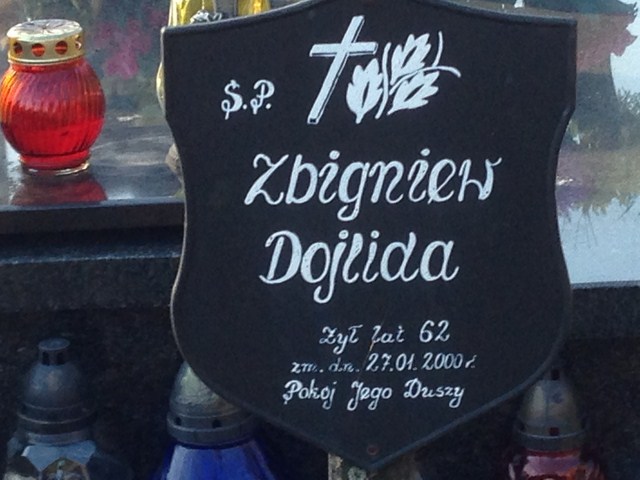 Ś.P.
Zbigniew
Dojlida
Żył lat 62
zm. dn. 27.01.2000 r.
Pokój Jego Duszy